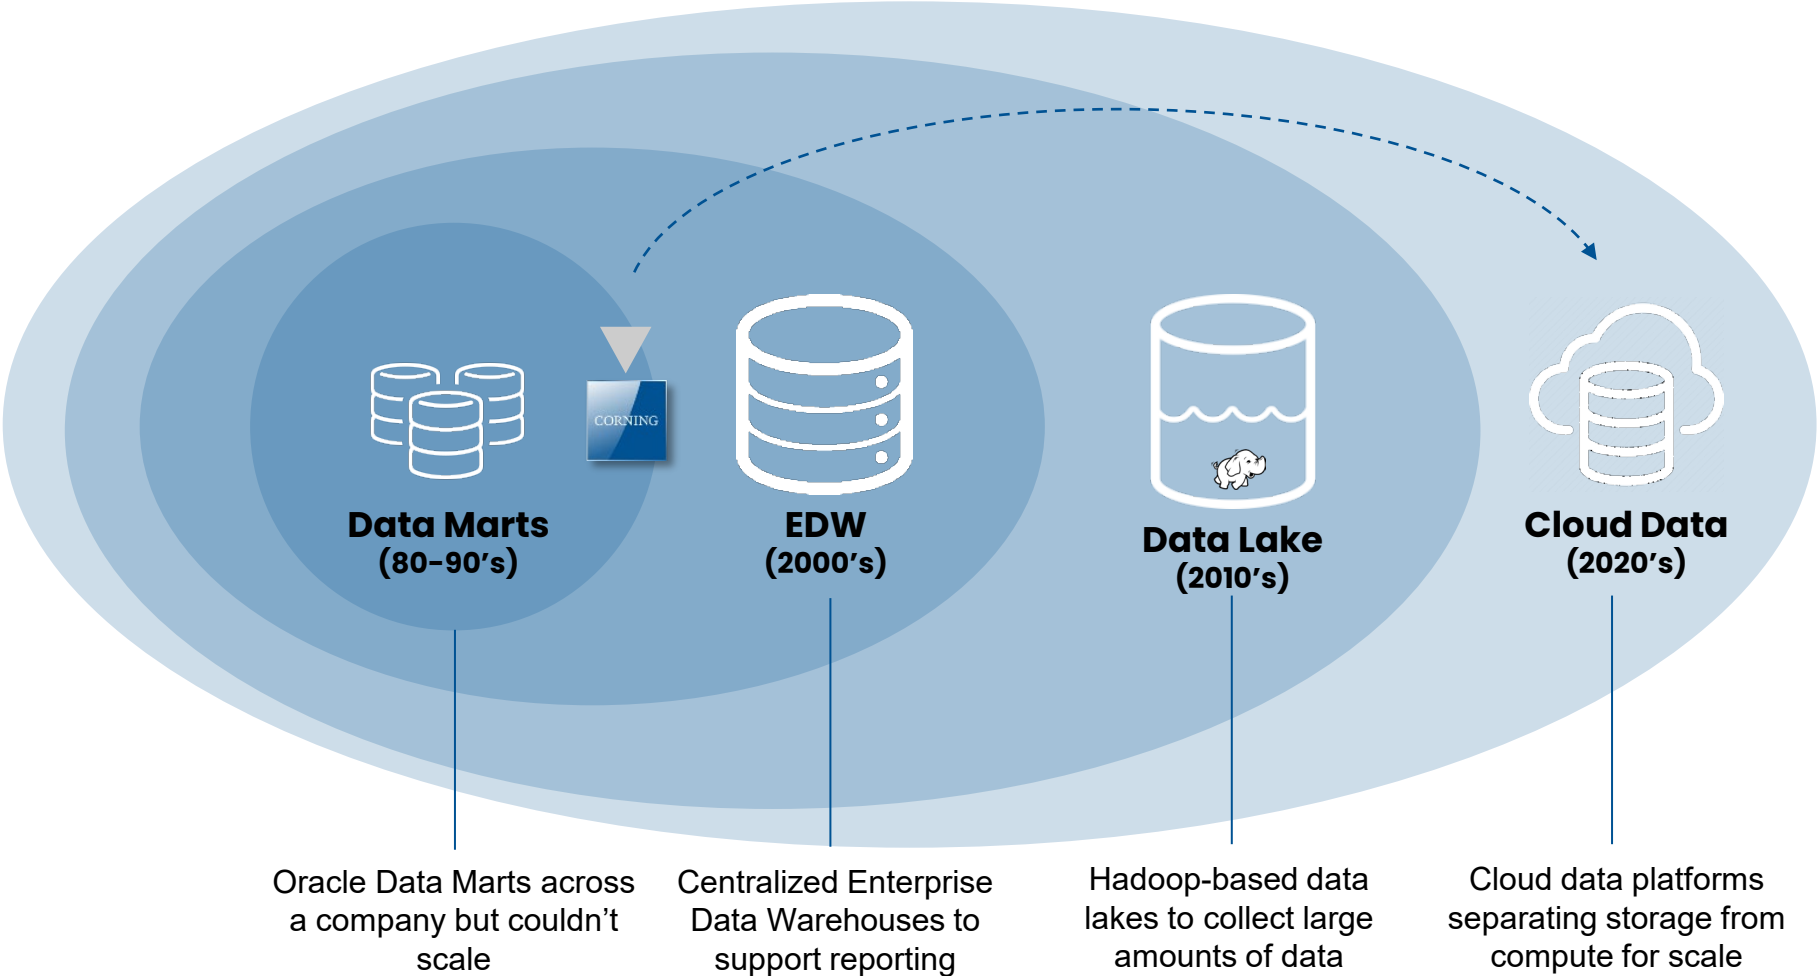 CORNING
Data Marts
(80-90's)
EDW
(2000's)
Data Lake
(2010's)
Cloud Data
(2020's)
Oracle Data Marts across
a company but couldn't
scale
Centralized Enterprise
Data Warehouses to
support reporting
Hadoop-based data
lakes to collect large
amounts of data
Cloud data platforms
separating storage from
compute for scale